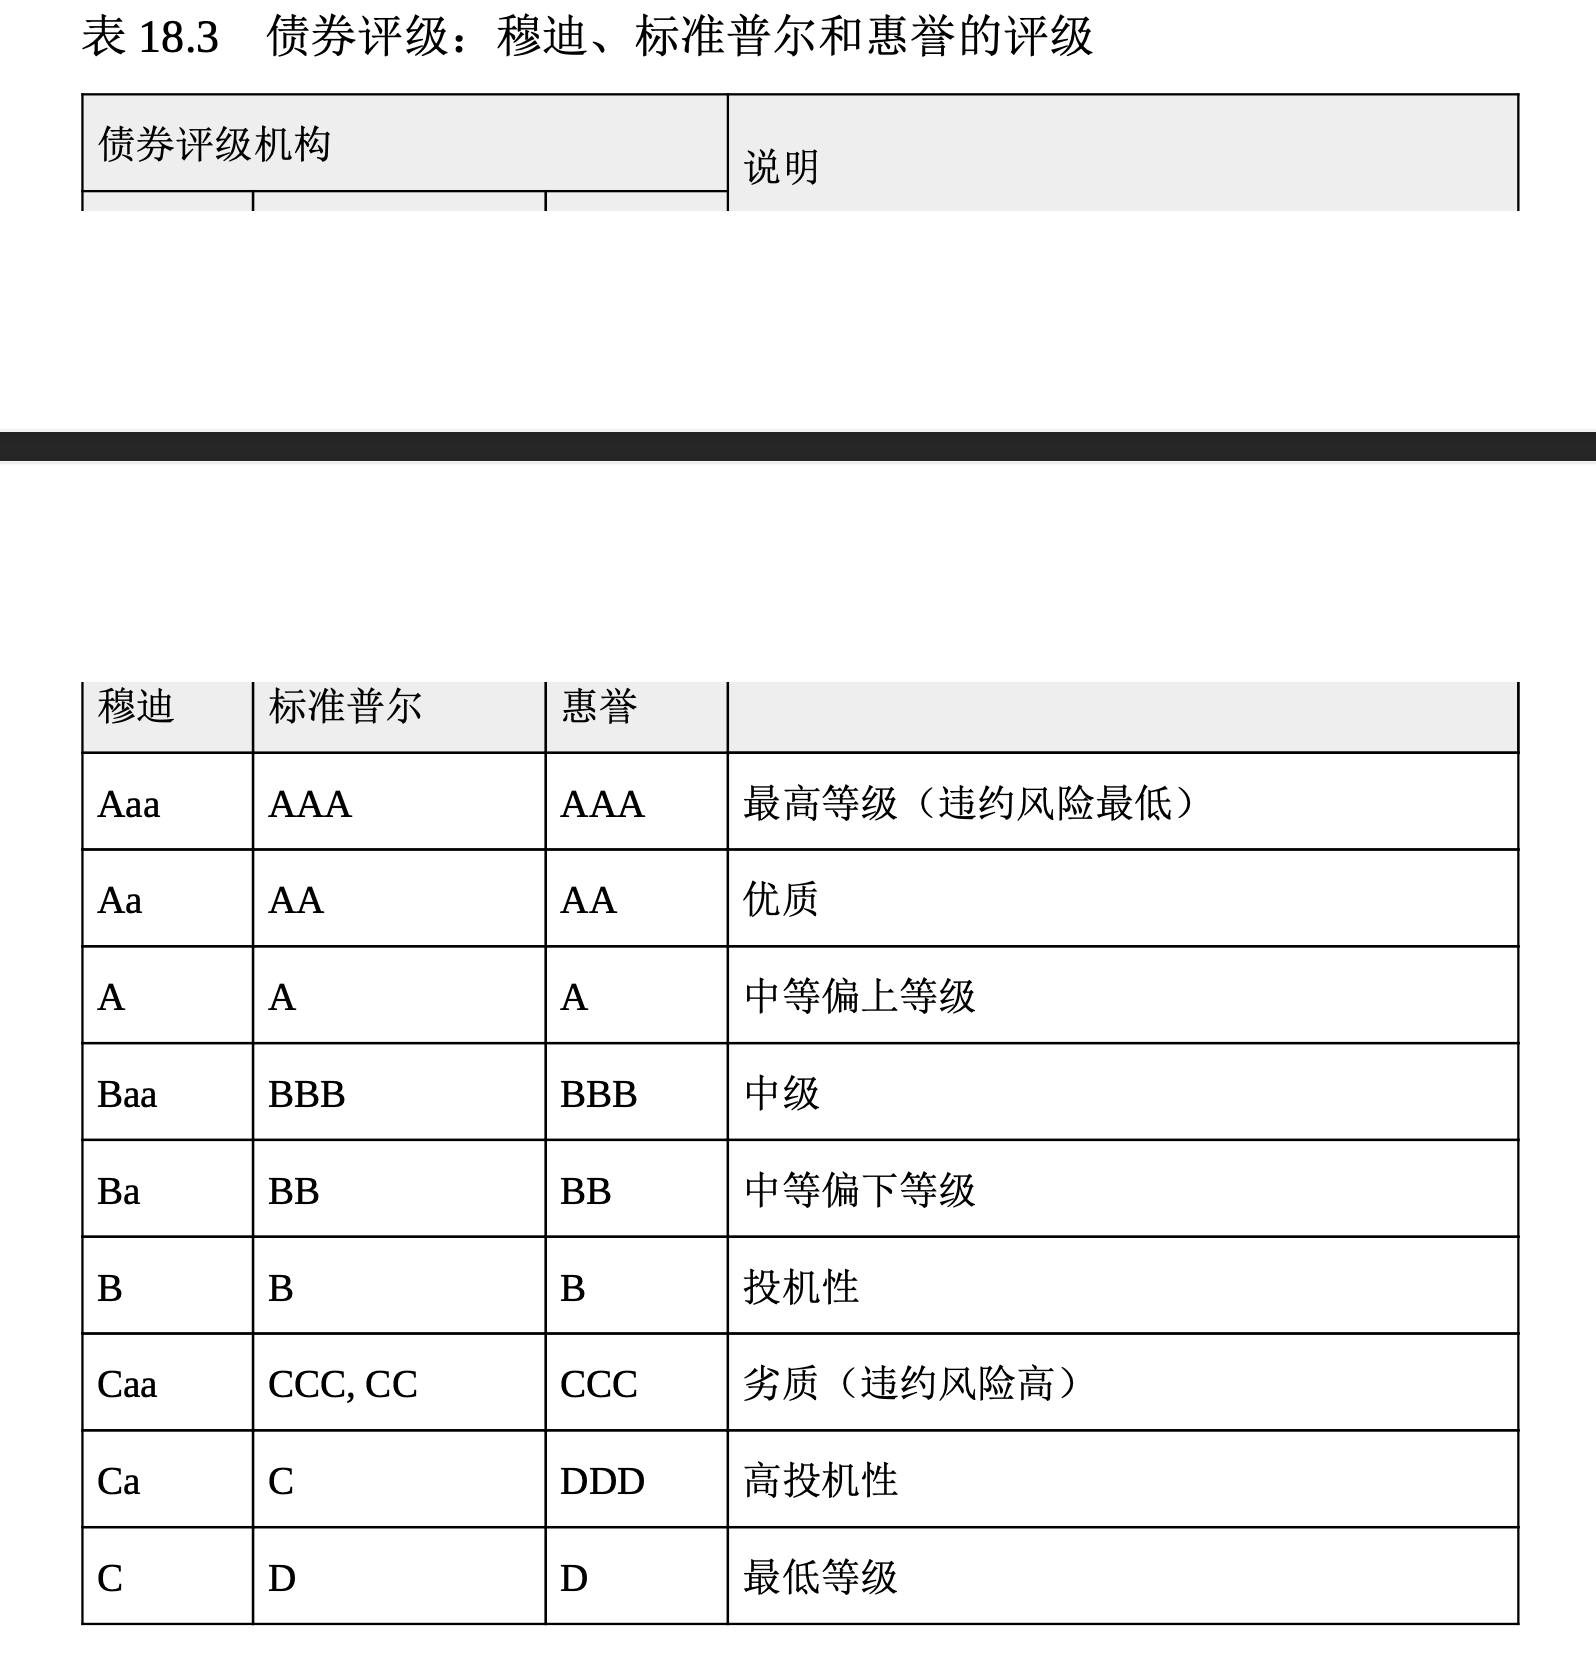 表 18.3　债券评级：穆迪、标准普尔和惠誉的评级
债券评级机构 说明
穆迪 标准普尔 惠誉
Aaa AAA AAA 最高等级（违约风险最低）
Aa AA AA 优质
A A A 中等偏上等级
Baa BBB BBB 中级
Ba BB BB 中等偏下等级
B B B 投机性
Caa CCC, CC CCC 劣质（违约风险高）
Ca C DDD 高投机性
C D D 最低等级